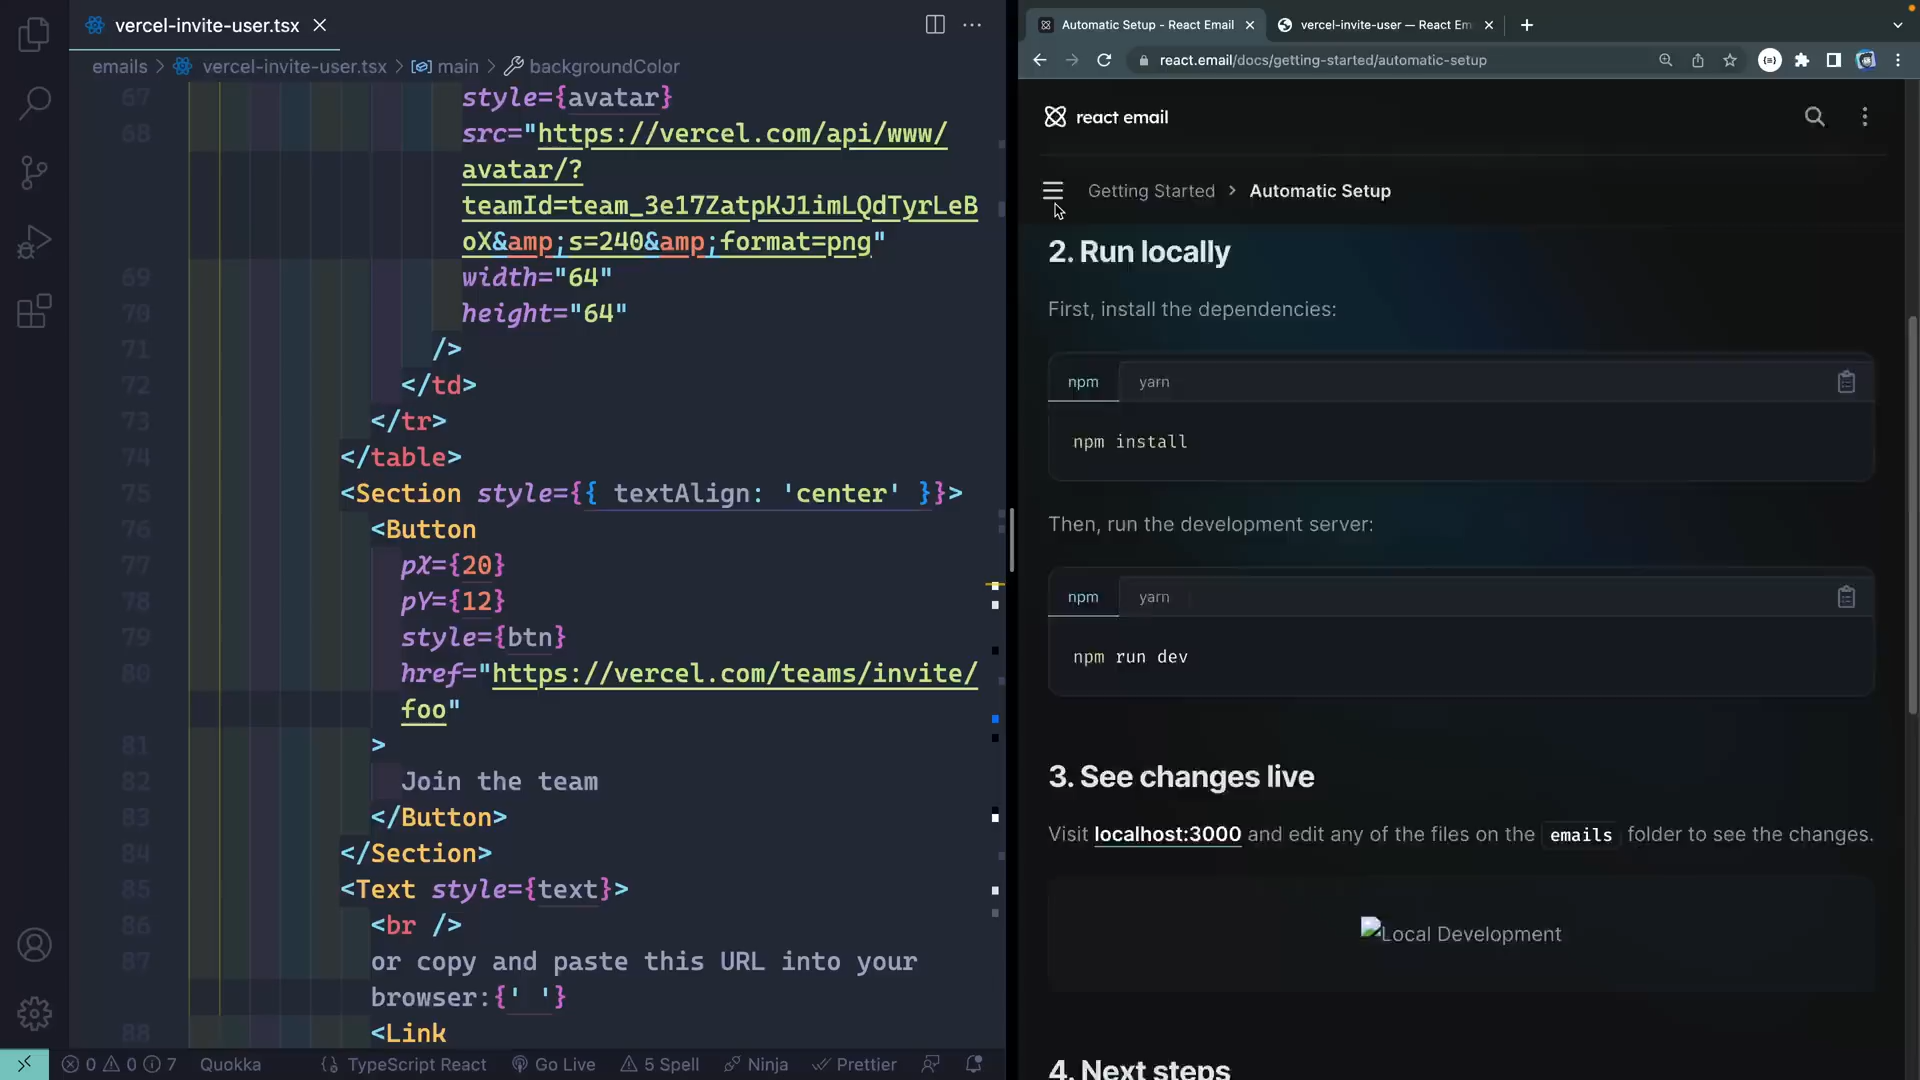 vercel-invite-user.tsx
emails > vercel-invite-user.tsx > main > backgroundColor
67 style={avatar}
68 src="https://vercel.com/api/www/
avatar/?
teamId=team_3e17ZatpKJ1imLQdTyrLeB
oX&amp;s=240&amp;format=png"
69 width="64"
70 height="64"
71 />
72 </td>
73 </tr>
74 </table>
75 <Section style={{ textAlign: 'center' }}>
76 <Button
77 pX={20}
78 pY={12}
79 style={btn}
80 href="https://vercel.com/teams/invite/
foo"
81 >
82 Join the team
83 </Button>
84 </Section>
85 <Text style={text}>
86 <br />
87 or copy and paste this URL into your
browser:{' '}
88 <Link
0 0 7 Quokka {} TypeScript React Go Live 5 Spell Ninja Prettier
Automatic Setup - React Email
vercel-invite-user — React Em
react.email/docs/getting-started/automatic-setup
react email
Getting Started > Automatic Setup
2. Run locally
First, install the dependencies:
npm yarn
npm install
Then, run the development server:
npm yarn
npm run dev
3. See changes live
Visit localhost:3000 and edit any of the files on the emails folder to see the changes.
Local Development
4. Next steps